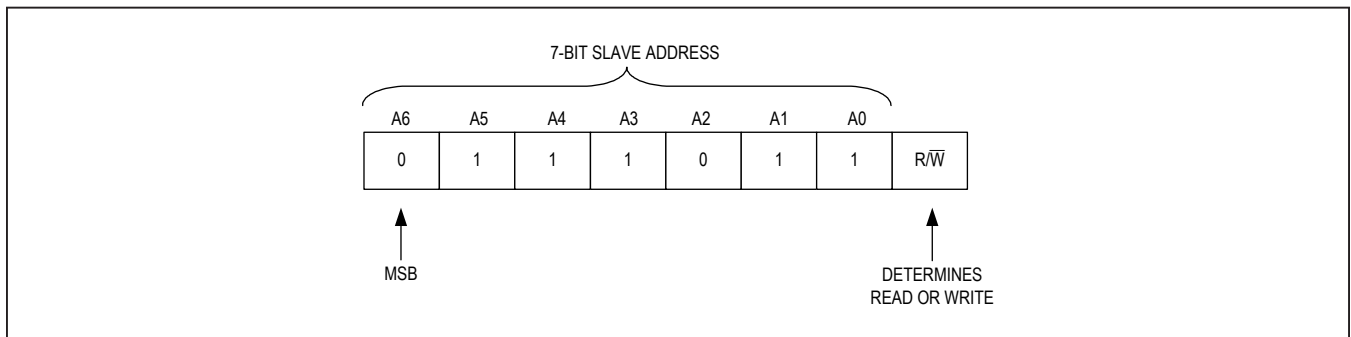 7-BIT SLAVE ADDRESS
A6 A5 A4 A3 A2 A1 A0
0 1 1 1 0 1 1 R/W̅
MSB
DETERMINES
READ OR WRITE